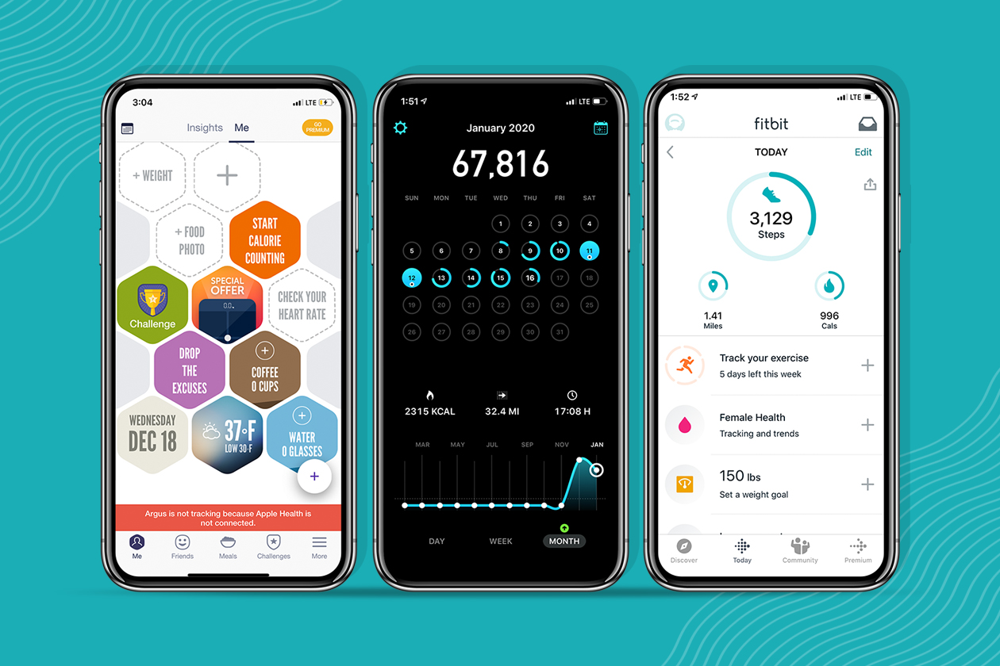 3:04
LTE
Insights Me
GO
PREMIUM
+ WEIGHT
+
+ FOOD
PHOTO
START
CALORIE
COUNTING
Challenge
SPECIAL
OFFER
0.0
CHECK YOUR
HEART RATE
DROP
THE
EXCUSES
+
COFFEE
0 CUPS
WEDNESDAY
DEC 18
37°F
LOW 30°F
+
WATER
0 GLASSES
+
Argus is not tracking because Apple Health is
not connected.
Me Friends Meals Challenges More
1:51
LTE
January 2020
67,816
SUN MON TUE WED THU FRI SAT
1 2 3 4
5 6 7 8 9 10 11
12 13 14 15 16 17 18
19 20 21 22 23 24 25
26 27 28 29 30 31
2315 KCAL 32.4 MI 17:08 H
MAR MAY JUL SEP NOV JAN
DAY WEEK MONTH
1:52
LTE
fitbit
TODAY Edit
3,129
Steps
1.41
Miles
996
Cals
Track your exercise
5 days left this week
+
Female Health
Tracking and trends
+
150 lbs
Set a weight goal
+
Discover Today Community Premium